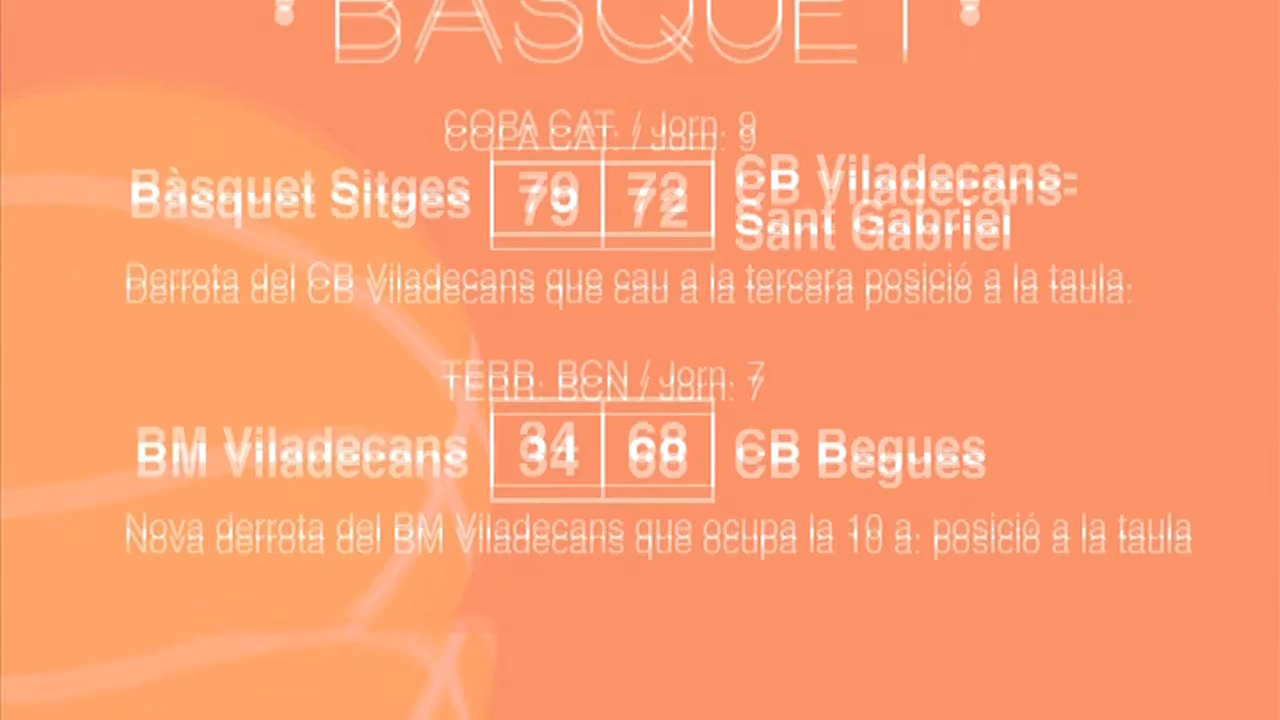 BÀSQUET
COPA CAT. / Jorn. 9
Bàsquet Sitges 79 72 CB Viladecans-
Sant Gabriel
Derrota del CB Viladecans que cau a la tercera posició a la taula.
TERR. BCN / Jorn. 7
BM Viladecans 34 68 CB Begues
Nova derrota del BM Viladecans que ocupa la 10 a. posició a la taula